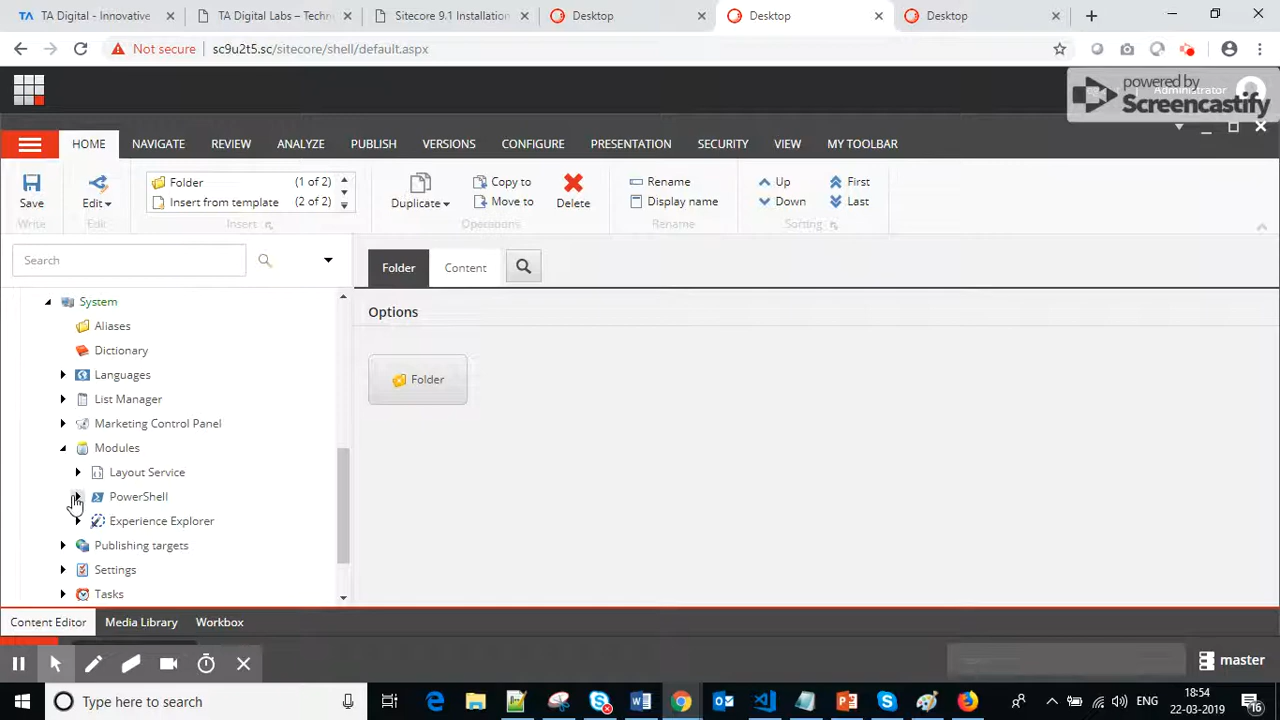 TA Digital - Innovative
TA Digital Labs – Techn
Sitecore 9.1 Installation
Desktop
Desktop
Desktop
Not secure
sc9u2t5.sc/sitecore/shell/default.aspx
powered by
Screencastify
Administrator
HOME
NAVIGATE
REVIEW
ANALYZE
PUBLISH
VERSIONS
CONFIGURE
PRESENTATION
SECURITY
VIEW
MY TOOLBAR
Folder (1 of 2)
Insert from template (2 of 2)
Save
Edit
Duplicate
Copy to
Move to
Delete
Rename
Display name
Up
Down
First
Last
Write
Edit
Insert
Operations
Rename
Sorting
Search
Folder
Content
Options
Folder
System
Aliases
Dictionary
Languages
List Manager
Marketing Control Panel
Modules
Layout Service
PowerShell
Experience Explorer
Publishing targets
Settings
Tasks
Content Editor
Media Library
Workbox
master
Type here to search
ENG
18:54
22-03-2019
16